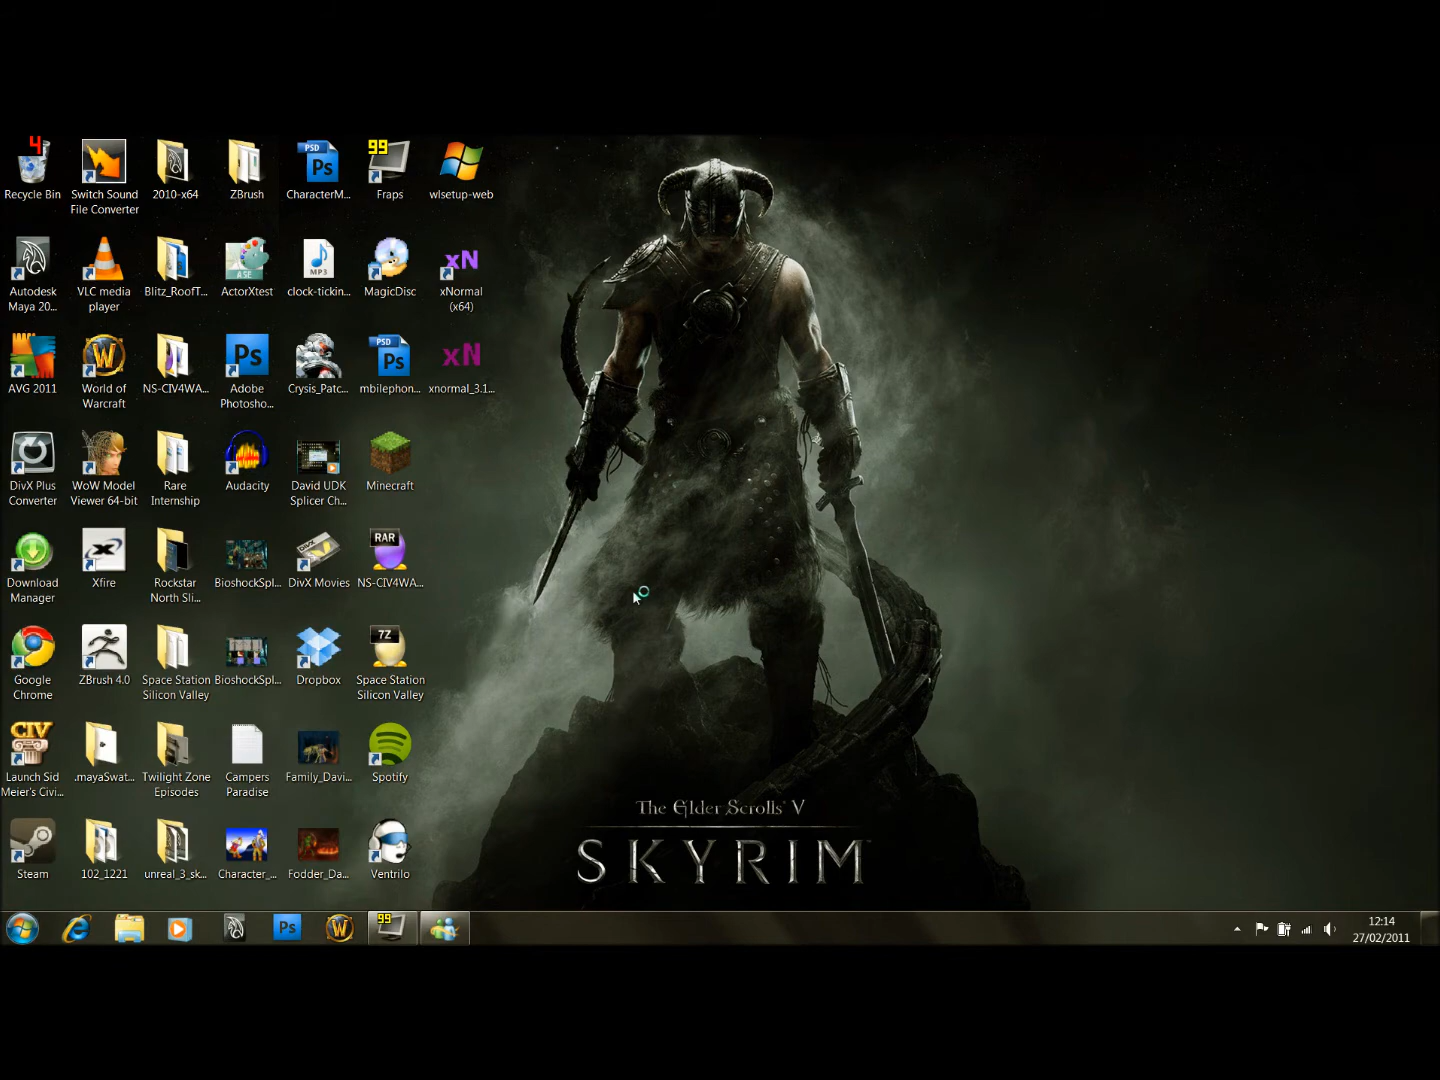 4
Recycle Bin
Switch Sound
File Converter
2010-x64
ZBrush
PSD
Ps
CharacterM...
99
Fraps
wlsetup-web
Autodesk
Maya 20...
VLC media
player
Blitz_RoofT...
ASE
ActorXtest
MP3
clock-tickin...
MagicDisc
xN
xNormal
(x64)
AVG 2011
W
World of
Warcraft
NS-CIV4WA...
Ps
Adobe
Photosho...
Crysis_Patc...
PSD
Ps
mbilephon...
xN
xnormal_3.1...
DivX Plus
Converter
WoW Model
Viewer 64-bit
Rare
Internship
Audacity
David UDK
Splicer Ch...
Minecraft
Download
Manager
X
Xfire
Rockstar
North Sli...
BioshockSpl...
DivX Movies
RAR
NS-CIV4WA...
Google
Chrome
ZBrush 4.0
Space Station
Silicon Valley
BioshockSpl...
Dropbox
7Z
Space Station
Silicon Valley
CIV
Launch Sid
Meier's Civi...
.mayaSwat...
Twilight Zone
Episodes
Campers
Paradise
Family_Davi...
Spotify
Steam
102_1221
unreal_3_sk...
Character_...
Fodder_Da...
Ventrilo
The Elder Scrolls V
SKYRIM
Ps
W
99
12:14
27/02/2011